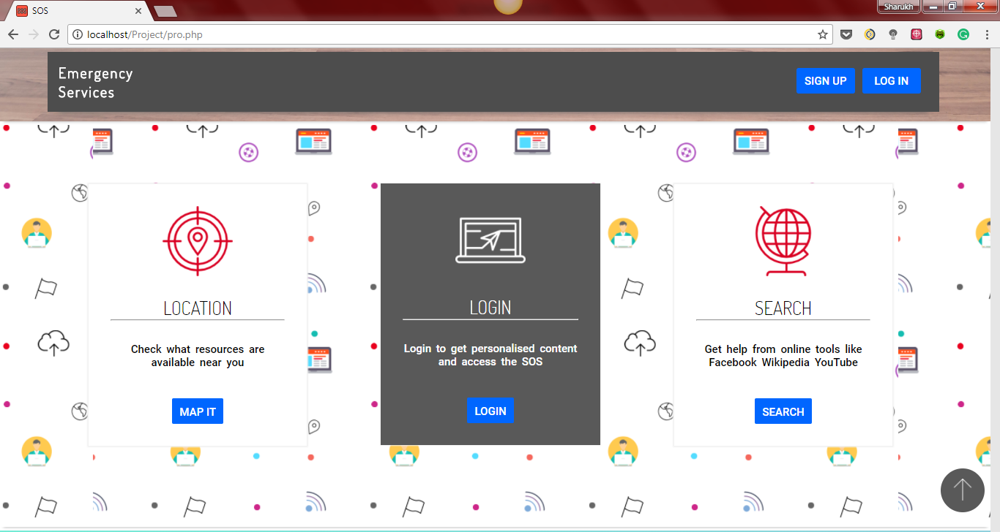 SOS
Sharukh
localhost/Project/pro.php
Emergency
Services
SIGN UP
LOG IN
LOCATION
Check what resources are
available near you
MAP IT
LOGIN
Login to get personalised content
and access the SOS
LOGIN
SEARCH
Get help from online tools like
Facebook Wikipedia YouTube
SEARCH